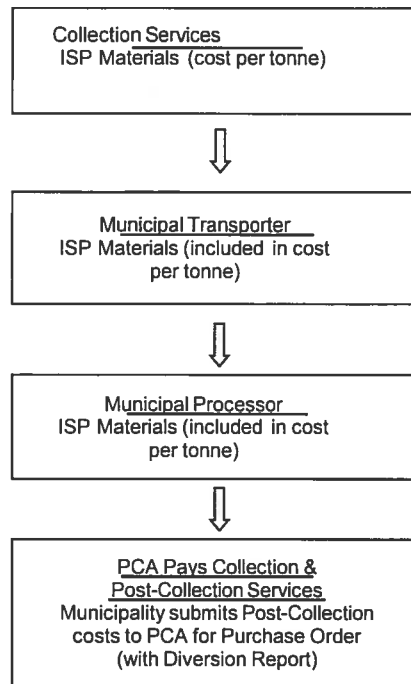 Collection Services
ISP Materials (cost per tonne)
Municipal Transporter
ISP Materials (included in cost
per tonne)
Municipal Processor
ISP Materials (included in cost
per tonne)
PCA Pays Collection &
Post-Collection Services
Municipality submits Post-Collection
costs to PCA for Purchase Order
(with Diversion Report)